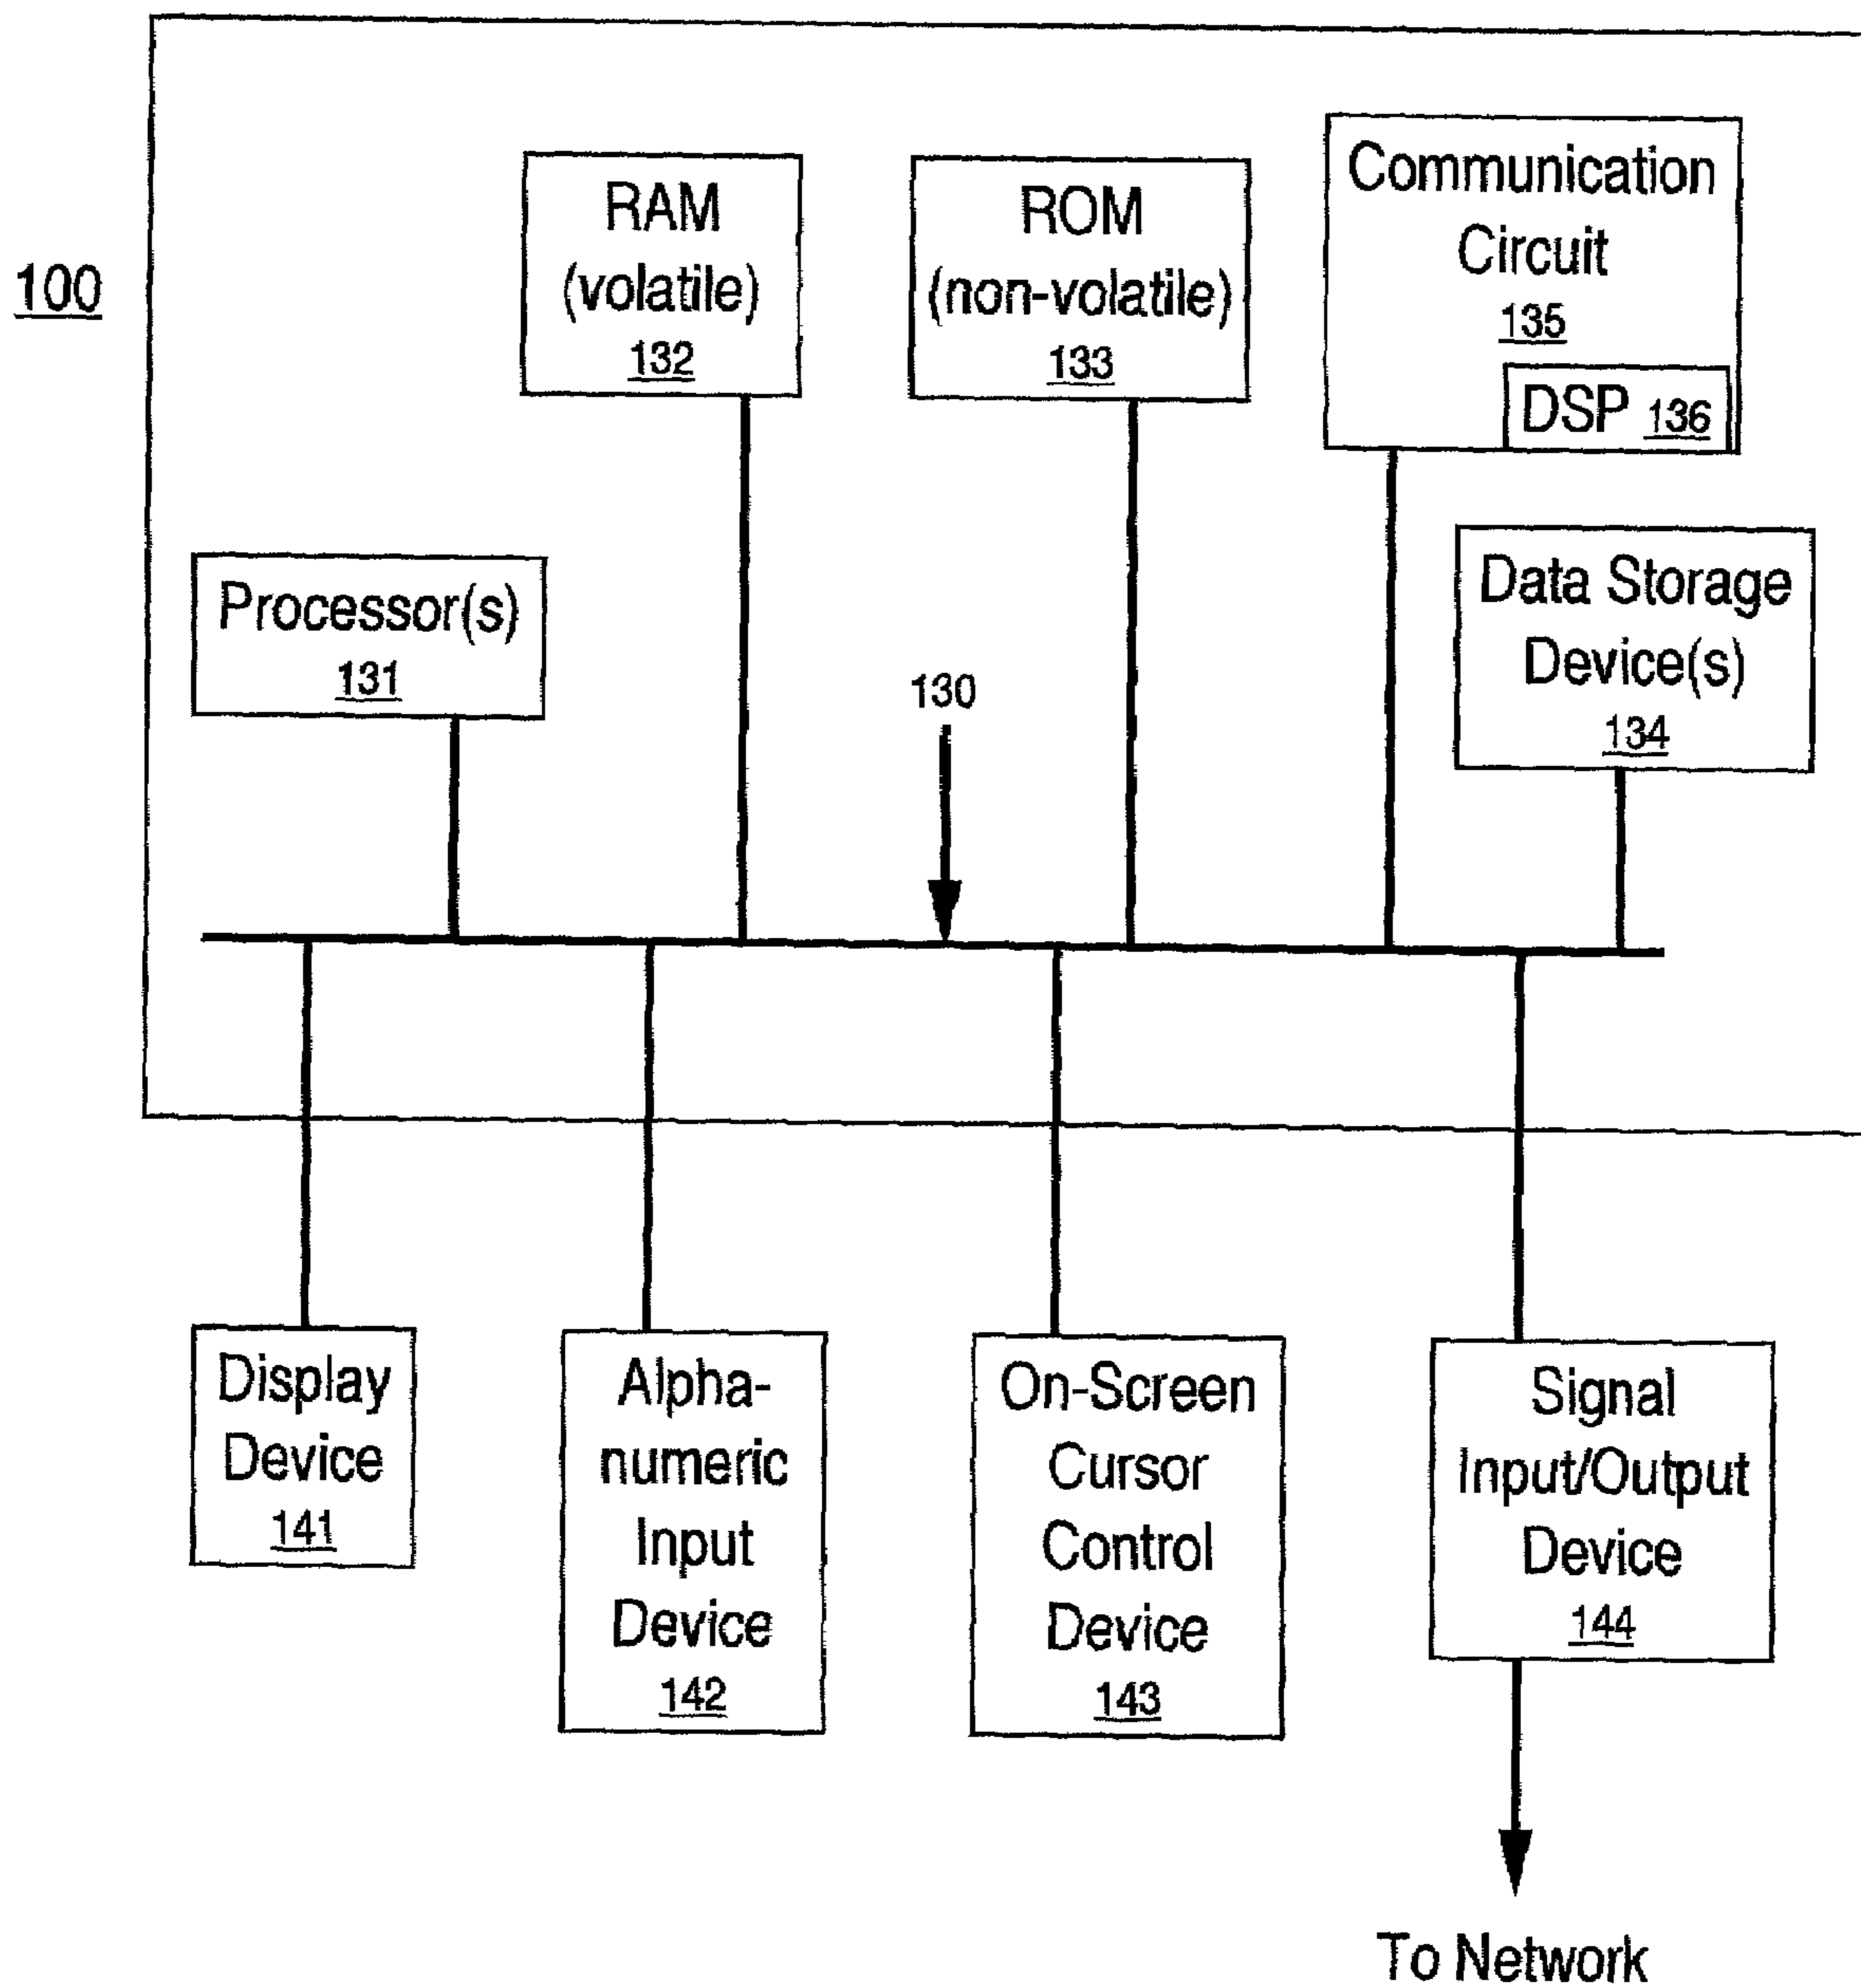 100
RAM
(volatile)
132
ROM
(non-volatile)
133
Communication
Circuit
135
DSP 136
Processor(s)
131
130
Data Storage
Device(s)
134
Display
Device
141
Alpha-
numeric
Input
Device
142
On-Screen
Cursor
Control
Device
143
Signal
Input/Output
Device
144
To Network